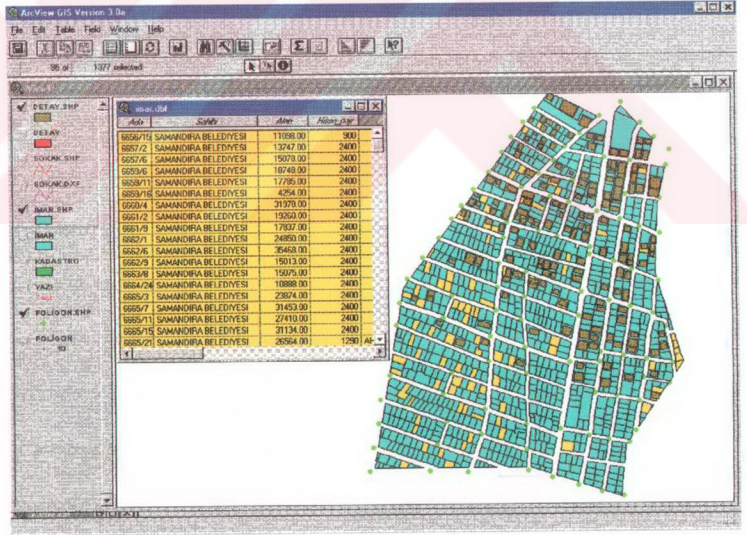 ArcView GIS Version 3.0a
File Edit Table Field Window Help
95 of 1377 selected
DETAY.SHP
DETAY
SOKAK.SHP
SOKAK.DXF
IMAR.SHP
IMAR
KADASTRO
YAZI
POLIGON.SHP
POLIGON
imar.dbf
Ada Sahibi Alan
6656/15 SAMANDIRA BELEDIYESI 11098.00 900
6657/2 SAMANDIRA BELEDIYESI 13747.00 2400
6657/6 SAMANDIRA BELEDIYESI 15078.00 2400
6659/6 SAMANDIRA BELEDIYESI 18748.00 2400
6659/11 SAMANDIRA BELEDIYESI 17785.00 2400
6659/16 SAMANDIRA BELEDIYESI 4254.00 2400
6660/4 SAMANDIRA BELEDIYESI 31970.00 2400
6661/2 SAMANDIRA BELEDIYESI 19260.00 2400
6661/9 SAMANDIRA BELEDIYESI 17837.00 2400
6662/1 SAMANDIRA BELEDIYESI 24850.00 2400
6662/6 SAMANDIRA BELEDIYESI 35468.00 2400
6662/9 SAMANDIRA BELEDIYESI 15013.00 2400
6663/8 SAMANDIRA BELEDIYESI 15075.00 2400
6664/24 SAMANDIRA BELEDIYESI 10888.00 2400
6665/3 SAMANDIRA BELEDIYESI 23874.00 2400
6665/7 SAMANDIRA BELEDIYESI 31453.00 2400
6665/11 SAMANDIRA BELEDIYESI 27410.00 2400
6665/15 SAMANDIRA BELEDIYESI 31134.00 2400
6665/21 SAMANDIRA BELEDIYESI 26564.00 1290